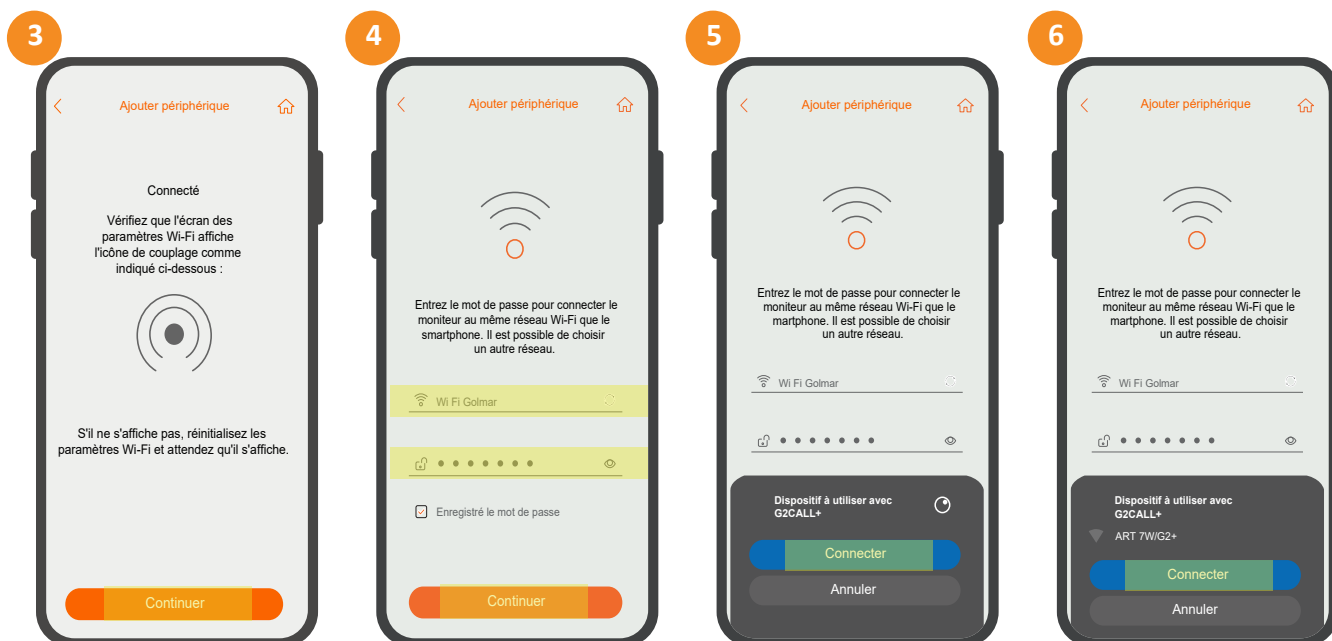 3
Ajouter périphérique
Connecté
Vérifiez que l'écran des
paramètres Wi-Fi affiche
l'icône de couplage comme
indiqué ci-dessous :
S'il ne s'affiche pas, réinitialisez les
paramètres Wi-Fi et attendez qu'il s'affiche.
Continuer
4
Ajouter périphérique
Entrez le mot de passe pour connecter le
moniteur au même réseau Wi-Fi que le
smartphone. Il est possible de choisir
un autre réseau.
Wi Fi Golmar
Enregistré le mot de passe
Continuer
5
Ajouter périphérique
Entrez le mot de passe pour connecter le
moniteur au même réseau Wi-Fi que le
martphone. Il est possible de choisir
un autre réseau.
Wi Fi Golmar
Dispositif à utiliser avec
G2CALL+
Connecter
Annuler
6
Ajouter périphérique
Entrez le mot de passe pour connecter le
moniteur au même réseau Wi-Fi que le
martphone. Il est possible de choisir
un autre réseau.
Wi Fi Golmar
Dispositif à utiliser avec
G2CALL+
ART 7W/G2+
Connecter
Annuler